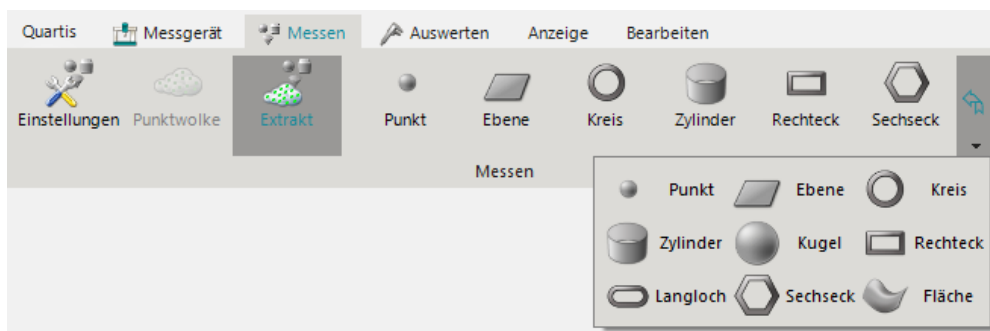 Quartis Messgerät Messen Auswerten Anzeige Bearbeiten
Einstellungen Punktwolke Extrakt Punkt Ebene Kreis Zylinder Rechteck Sechseck
Messen
Punkt Ebene Kreis
Zylinder Kugel Rechteck
Langloch Sechseck Fläche